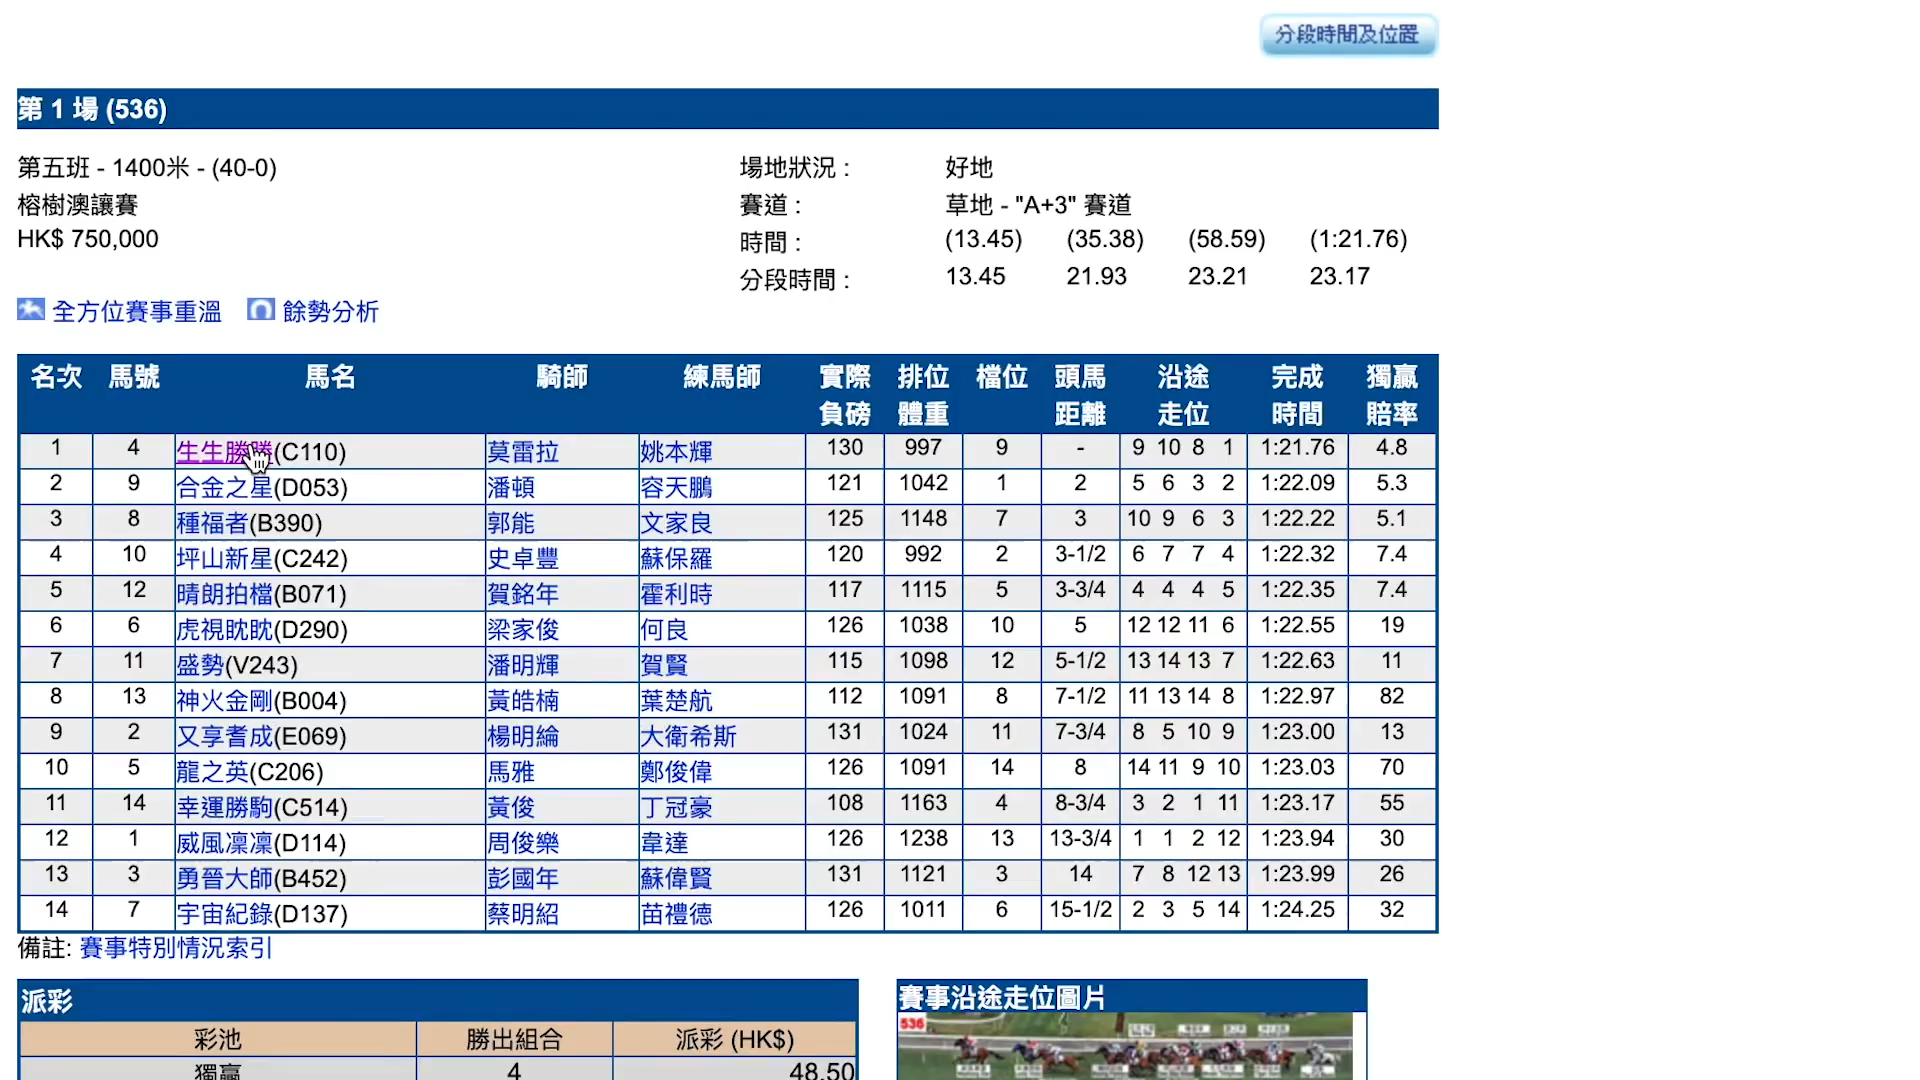 分段時間及位置
第 1 場 (536)
第五班 - 1400米 - (40-0)
場地狀況 : 好地
榕樹澳讓賽
賽道 : 草地 - "A+3" 賽道
HK$ 750,000
時間 : (13.45) (35.38) (58.59) (1:21.76)
分段時間 : 13.45 21.93 23.21 23.17
全方位賽事重溫 餘勢分析
名次 馬號 馬名 騎師 練馬師 實際負磅 排位體重 檔位 頭馬距離 沿途走位 完成時間 獨贏賠率
1 4 生生勝勝(C110) 莫雷拉 姚本輝 130 997 9 - 9 10 8 1 1:21.76 4.8
2 9 合金之星(D053) 潘頓 容天鵬 121 1042 1 2 5 6 3 2 1:22.09 5.3
3 8 種福者(B390) 郭能 文家良 125 1148 7 3 10 9 6 3 1:22.22 5.1
4 10 坪山新星(C242) 史卓豐 蘇保羅 120 992 2 3-1/2 6 7 7 4 1:22.32 7.4
5 12 晴朗拍檔(B071) 賀銘年 霍利時 117 1115 5 3-3/4 4 4 4 5 1:22.35 7.4
6 6 虎視眈眈(D290) 梁家俊 何良 126 1038 10 5 12 12 11 6 1:22.55 19
7 11 盛勢(V243) 潘明輝 賀賢 115 1098 12 5-1/2 13 14 13 7 1:22.63 11
8 13 神火金剛(B004) 黃皓楠 葉楚航 112 1091 8 7-1/2 11 13 14 8 1:22.97 82
9 2 又享耆成(E069) 楊明綸 大衛希斯 131 1024 11 7-3/4 8 5 10 9 1:23.00 13
10 5 龍之英(C206) 馬雅 鄭俊偉 126 1091 14 8 14 11 9 10 1:23.03 70
11 14 幸運勝駒(C514) 黃俊 丁冠豪 108 1163 4 8-3/4 3 2 1 11 1:23.17 55
12 1 威風凜凜(D114) 周俊樂 韋達 126 1238 13 13-3/4 1 1 2 12 1:23.94 30
13 3 勇晉大師(B452) 彭國年 蘇偉賢 131 1121 3 14 7 8 12 13 1:23.99 26
14 7 宇宙紀錄(D137) 蔡明紹 苗禮德 126 1011 6 15-1/2 2 3 5 14 1:24.25 32
備註: 賽事特別情況索引
派彩
賽事沿途走位圖片
536
彩池 勝出組合 派彩 (HK$)
獨贏 4 48.50